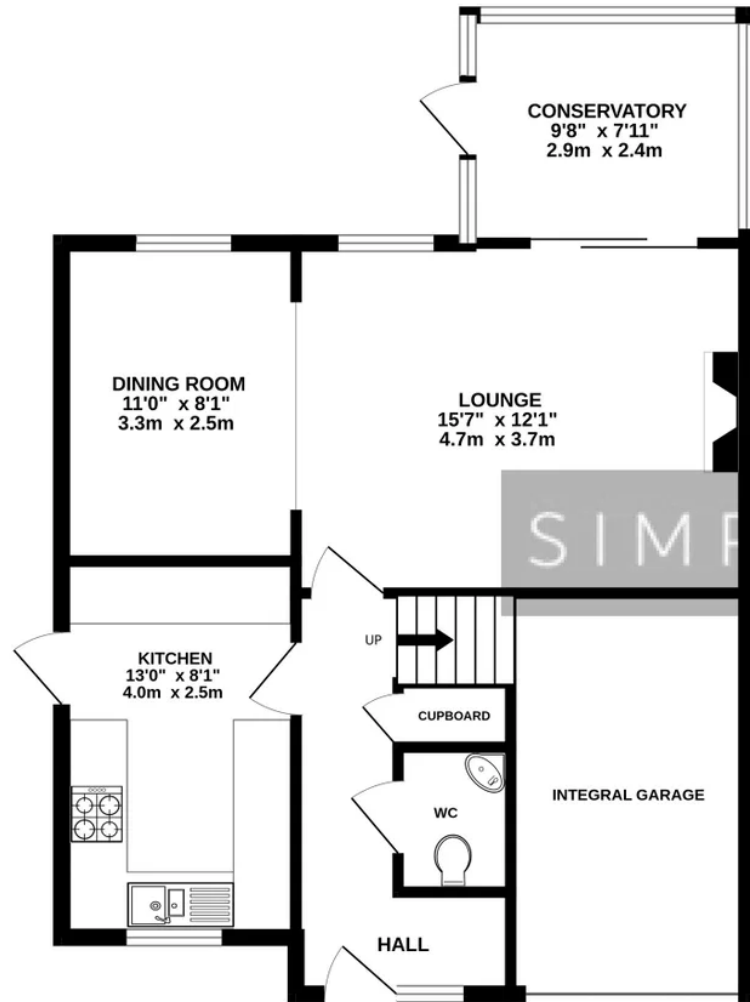 CONSERVATORY
9'8" x 7'11"
2.9m x 2.4m
DINING ROOM
11'0" x 8'1"
3.3m x 2.5m
LOUNGE
15'7" x 12'1"
4.7m x 3.7m
UP
KITCHEN
13'0" x 8'1"
4.0m x 2.5m
CUPBOARD
INTEGRAL GARAGE
WC
HALL